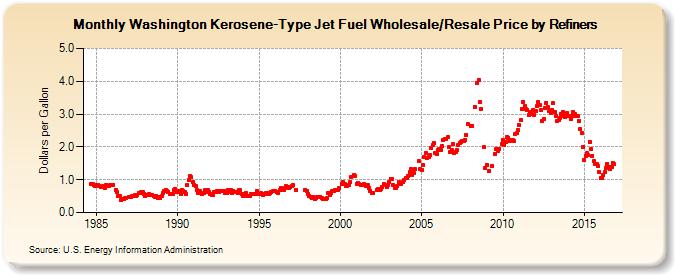 Monthly Washington Kerosene-Type Jet Fuel Wholesale/Resale Price by Refiners
Dollars per Gallon
5.0
4.0
3.0
2.0
1.0
0.0
1985 1990 1995 2000 2005 2010 2015
Source: U.S. Energy Information Administration